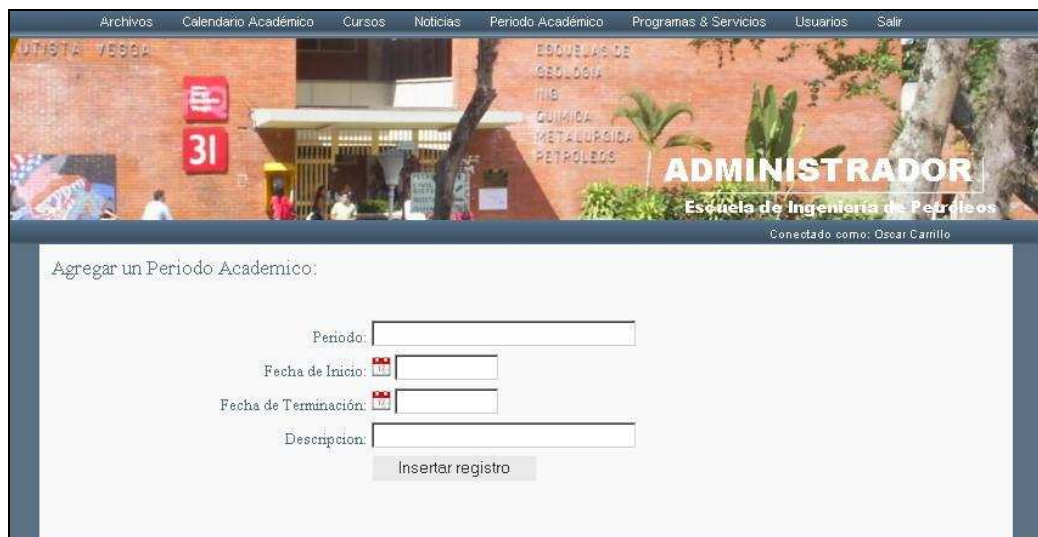 Archivos Calendario Académico Cursos Noticias Periodo Académico Programas & Servicios Usuarios Salir
UTISTA VESGA
ESCUELAS DE
GEOLOGIA
QUIMICA
METALURGICA
PETROLEOS
31
ADMINISTRADOR
Escuela de Ingeniería de Petróleos
Conectado como: Oscar Carrillo
Agregar un Periodo Academico:
Periodo:
Fecha de Inicio:
Fecha de Terminación:
Descripcion:
Insertar registro